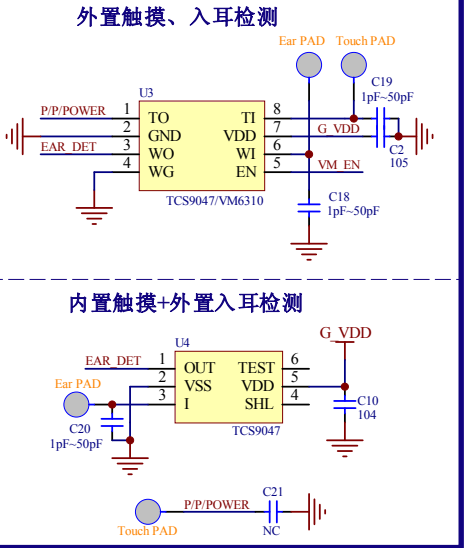 外置触摸、入耳检测
Ear PAD
Touch PAD
C19
1pF~50pF
U3
P/P/POWER 1 TO TI 8
2 GND VDD 7 G_VDD
EAR_DET 3 WO WI 6
4 WG EN 5 VM_EN
C2
105
TCS9047/VM6310
C18
1pF~50pF
内置触摸+外置入耳检测
G_VDD
U4
EAR_DET 1 OUT TEST 6
2 VSS VDD 5
3 I SHL 4
Ear PAD
C10
104
TCS9047
C20
1pF~50pF
C21
P/P/POWER
NC
Touch PAD